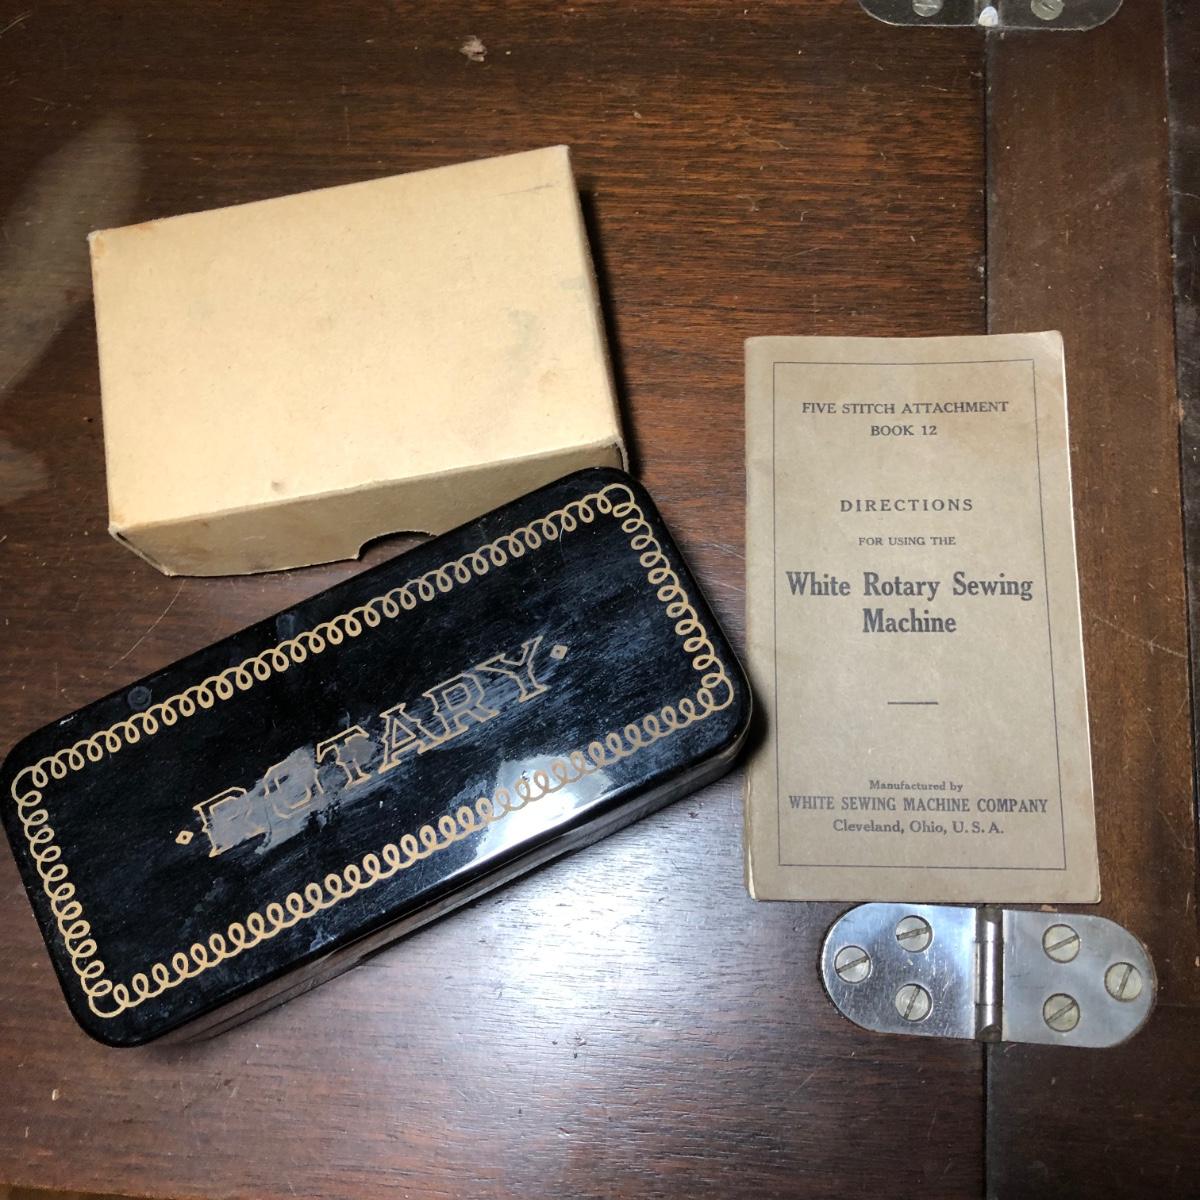 ROTARY
FIVE STITCH ATTACHMENT
BOOK 12
DIRECTIONS
FOR USING THE
White Rotary Sewing
Machine
Manufactured by
WHITE SEWING MACHINE COMPANY
Cleveland, Ohio, U. S. A.